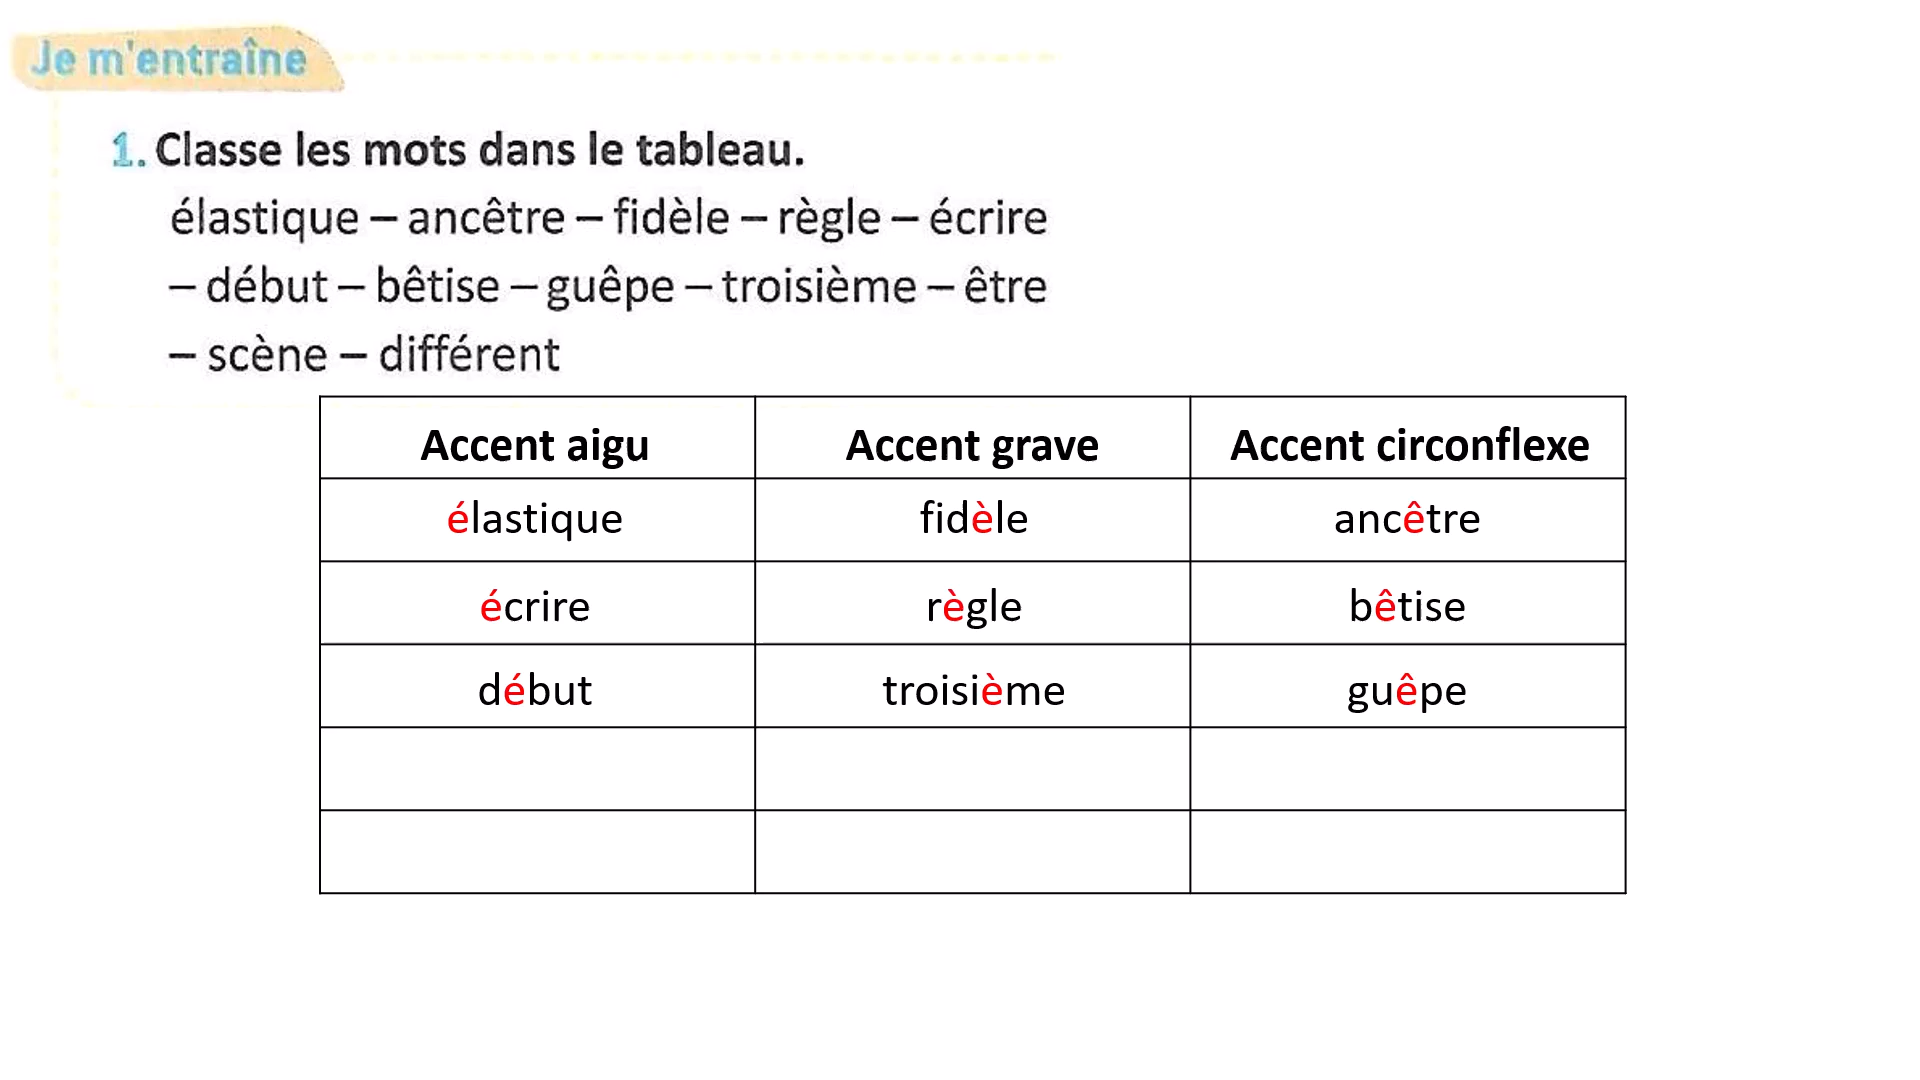 Je m'entraîne
1. Classe les mots dans le tableau.
élastique – ancêtre – fidèle – règle – écrire
– début – bêtise – guêpe – troisième – être
– scène – différent
Accent aigu Accent grave Accent circonflexe
élastique fidèle ancêtre
écrire règle bêtise
début troisième guêpe